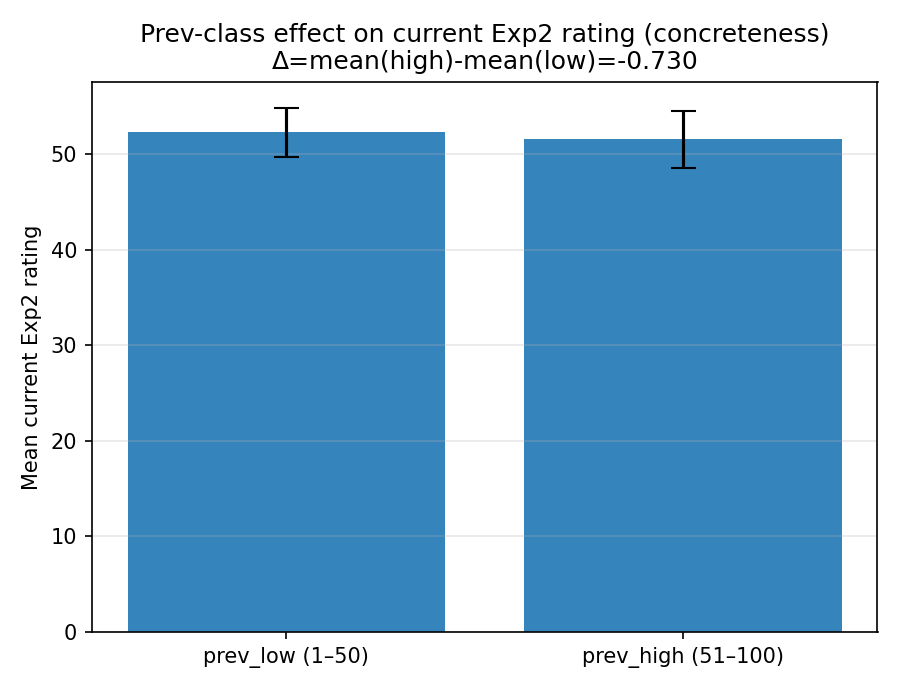 Prev-class effect on current Exp2 rating (concreteness)
Δ=mean(high)-mean(low)=-0.730
Mean current Exp2 rating
50
40
30
20
10
0
prev_low (1–50)
prev_high (51–100)